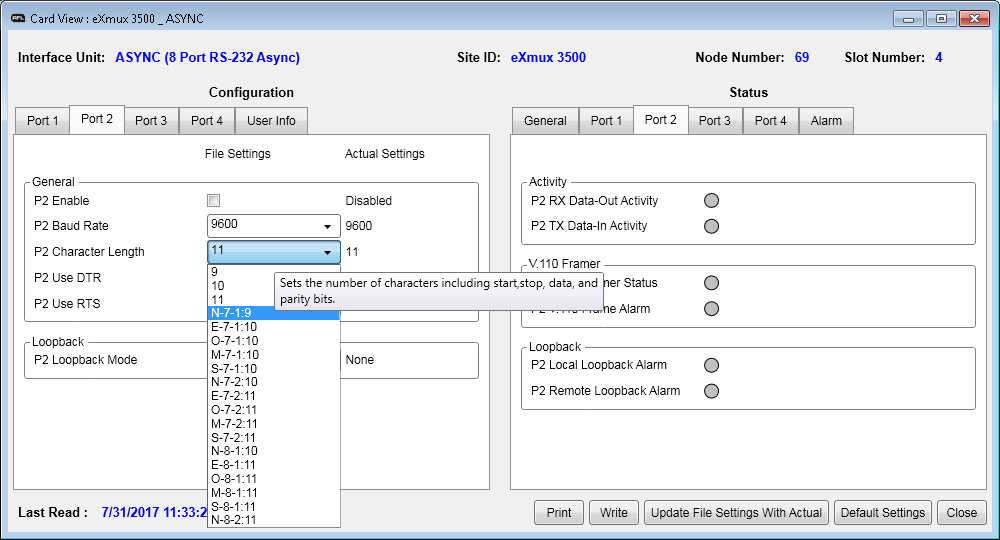 AFL Card View : eXmux 3500 _ ASYNC
Interface Unit: ASYNC (8 Port RS-232 Async) Site ID: eXmux 3500 Node Number: 69 Slot Number: 4
Configuration
Port 1 Port 2 Port 3 Port 4 User Info
File Settings Actual Settings
General
P2 Enable Disabled
P2 Baud Rate 9600 9600
P2 Character Length 11 11
P2 Use DTR
P2 Use RTS
Loopback
P2 Loopback Mode None
9
10
11
N-7-1:9
E-7-1:10
O-7-1:10
M-7-1:10
S-7-1:10
N-7-2:10
E-7-2:11
O-7-2:11
M-7-2:11
S-7-2:11
N-8-1:10
E-8-1:11
O-8-1:11
M-8-1:11
S-8-1:11
N-8-2:11
Sets the number of characters including start,stop, data, and
parity bits.
Status
General Port 1 Port 2 Port 3 Port 4 Alarm
Activity
P2 RX Data-Out Activity
P2 TX Data-In Activity
V.110 Framer
Status
Frame Alarm
Loopback
P2 Local Loopback Alarm
P2 Remote Loopback Alarm
Last Read : 7/31/2017 11:33:2
Print Write Update File Settings With Actual Default Settings Close